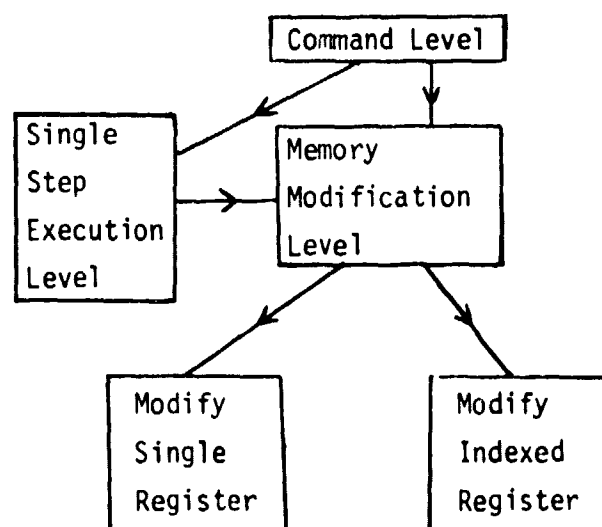 Command Level
Single
Step
Execution
Level
Memory
Modification
Level
Modify
Single
Register
Modify
Indexed
Register